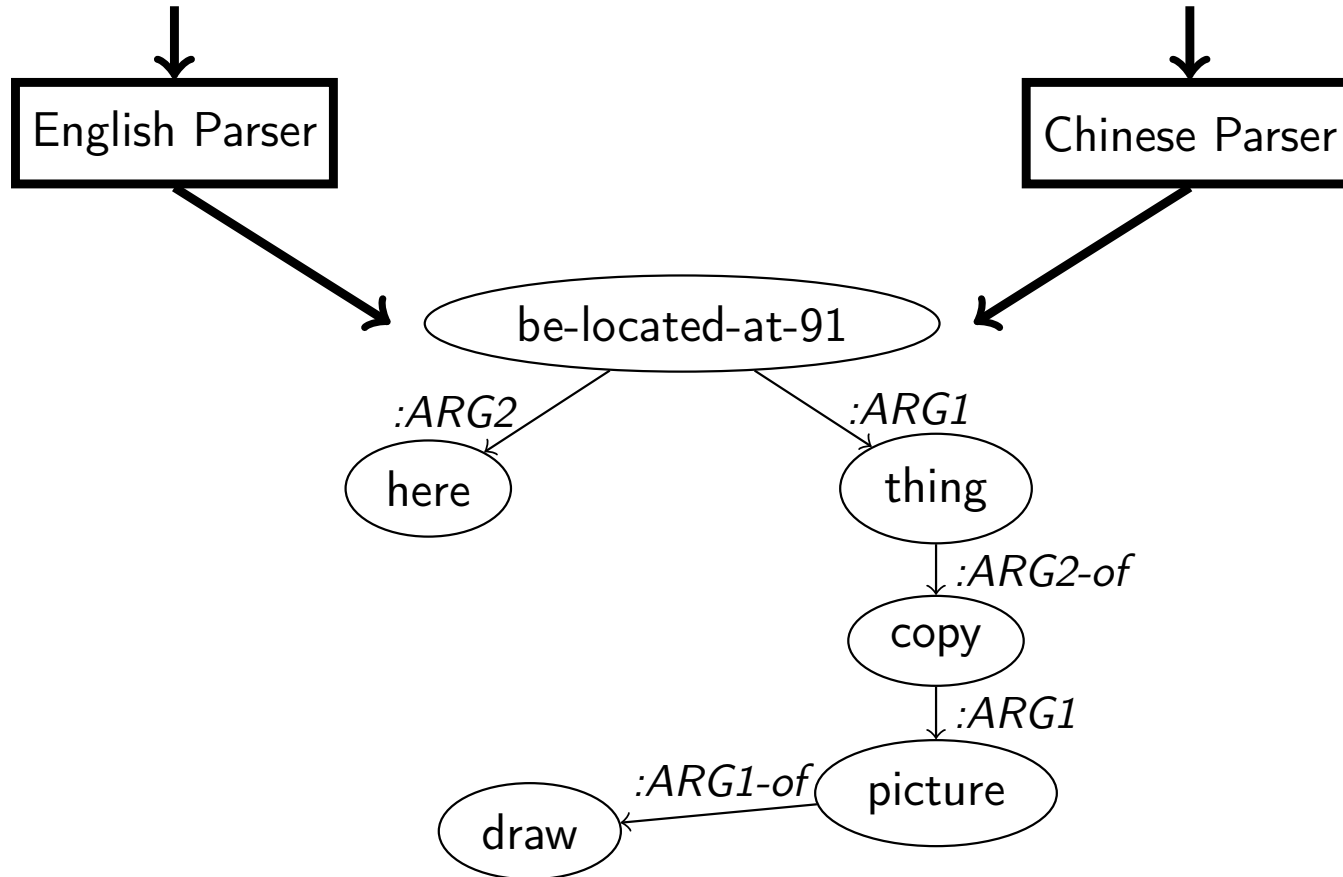 English Parser
Chinese Parser
be-located-at-91
:ARG2
:ARG1
here
thing
:ARG2-of
copy
:ARG1
:ARG1-of
picture
draw